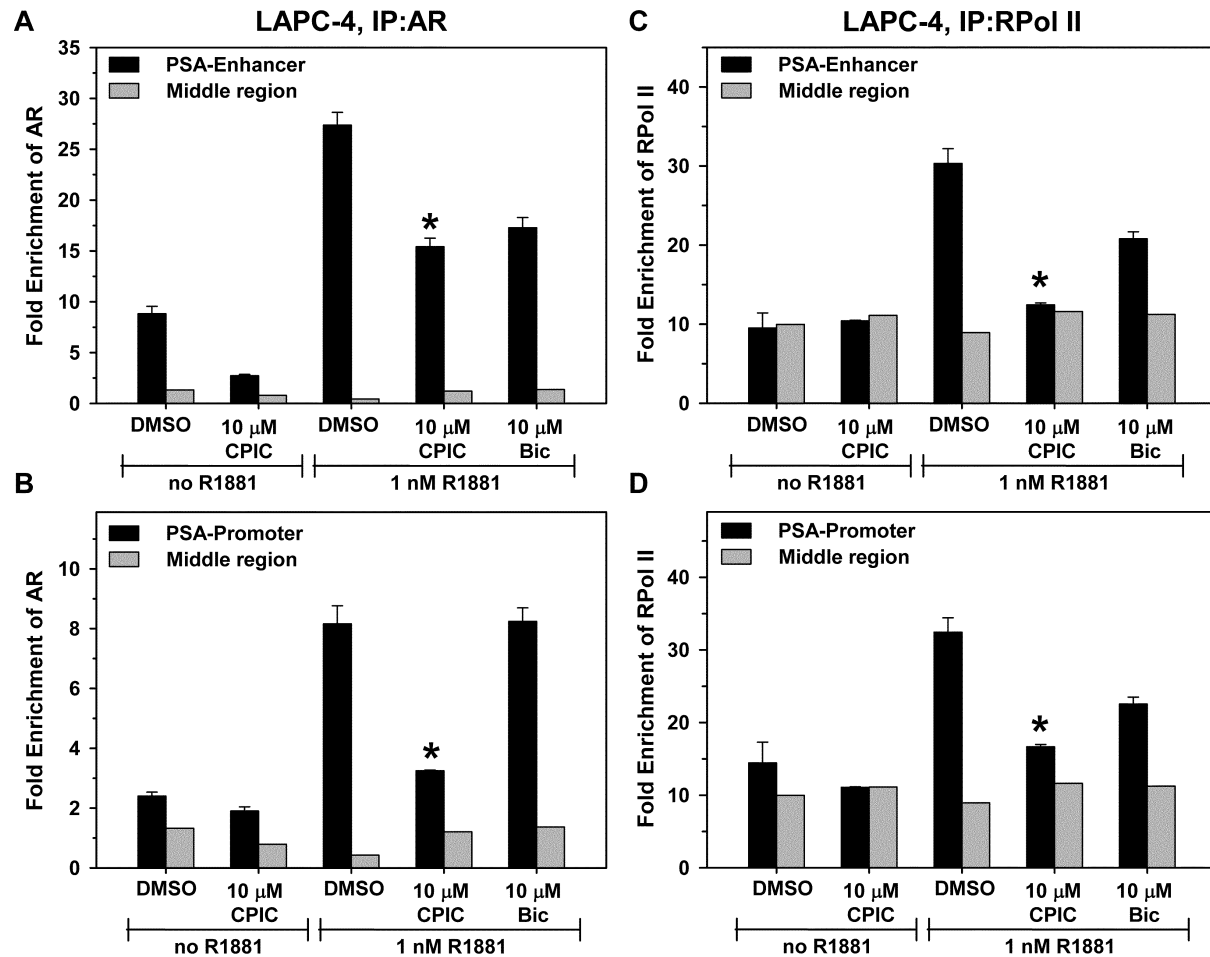 A
LAPC-4, IP:AR
35
30
25
20
15
10
5
0
Fold Enrichment of AR
PSA-Enhancer
Middle region
*
DMSO
10 μM
CPIC
DMSO
10 μM
CPIC
10 μM
Bic
no R1881
1 nM R1881
B
10
8
6
4
2
0
Fold Enrichment of AR
PSA-Promoter
Middle region
*
DMSO
10 μM
CPIC
DMSO
10 μM
CPIC
10 μM
Bic
no R1881
1 nM R1881
C
LAPC-4, IP:RPol II
40
30
20
10
0
Fold Enrichment of RPol II
PSA-Enhancer
Middle region
*
DMSO
10 μM
CPIC
DMSO
10 μM
CPIC
10 μM
Bic
no R1881
1 nM R1881
D
40
30
20
10
0
Fold Enrichment of RPol II
PSA-Promoter
Middle region
*
DMSO
10 μM
CPIC
DMSO
10 μM
CPIC
10 μM
Bic
no R1881
1 nM R1881